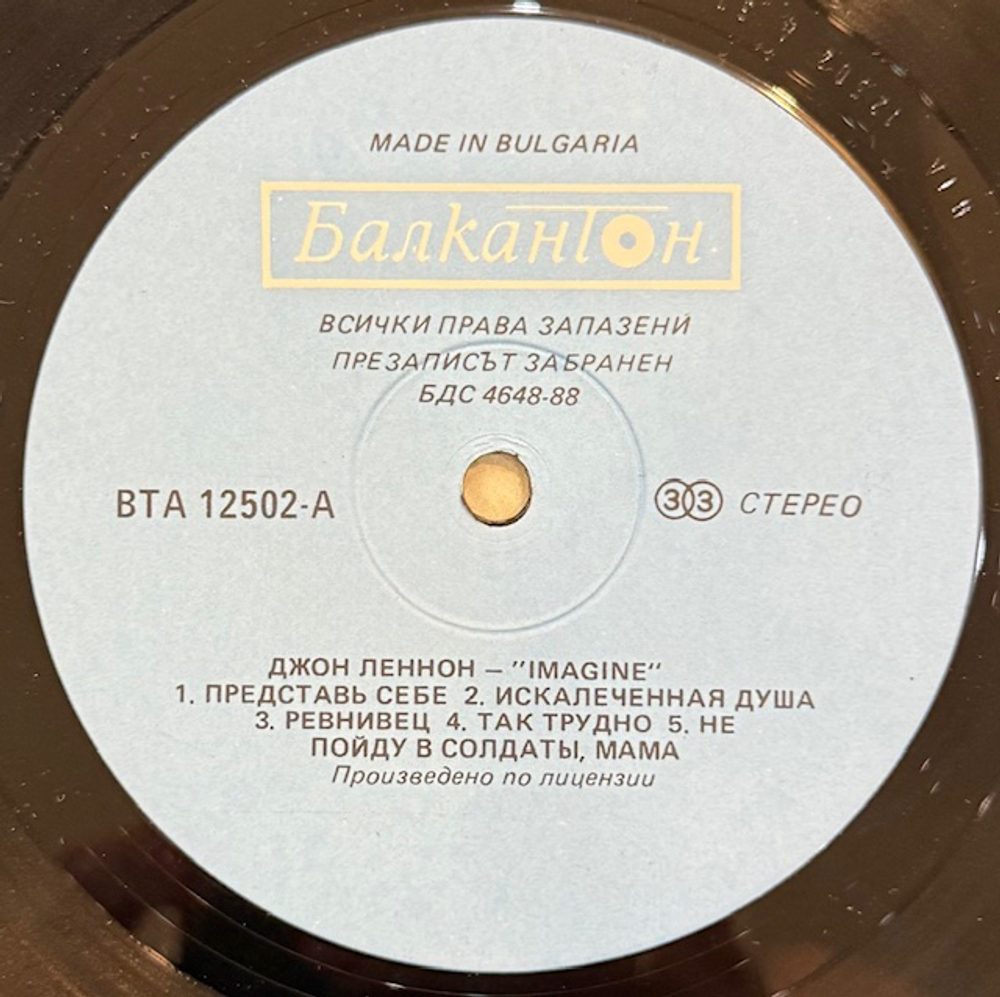 MADE IN BULGARIA
БалканТон
ВСИЧКИ ПРАВА ЗАПАЗЕНИ
ПРЕЗАПИСЪТ ЗАБРАНЕН
БДС 4648-88
ВТА 12502-А
33 СТЕРЕО
ДЖОН ЛЕННОН – "IMAGINE"
1. ПРЕДСТАВЬ СЕБЕ 2. ИСКАЛЕЧЕННАЯ ДУША
3. РЕВНИВЕЦ 4. ТАК ТРУДНО 5. НЕ
ПОЙДУ В СОЛДАТЫ, МАМА
Произведено по лицензии